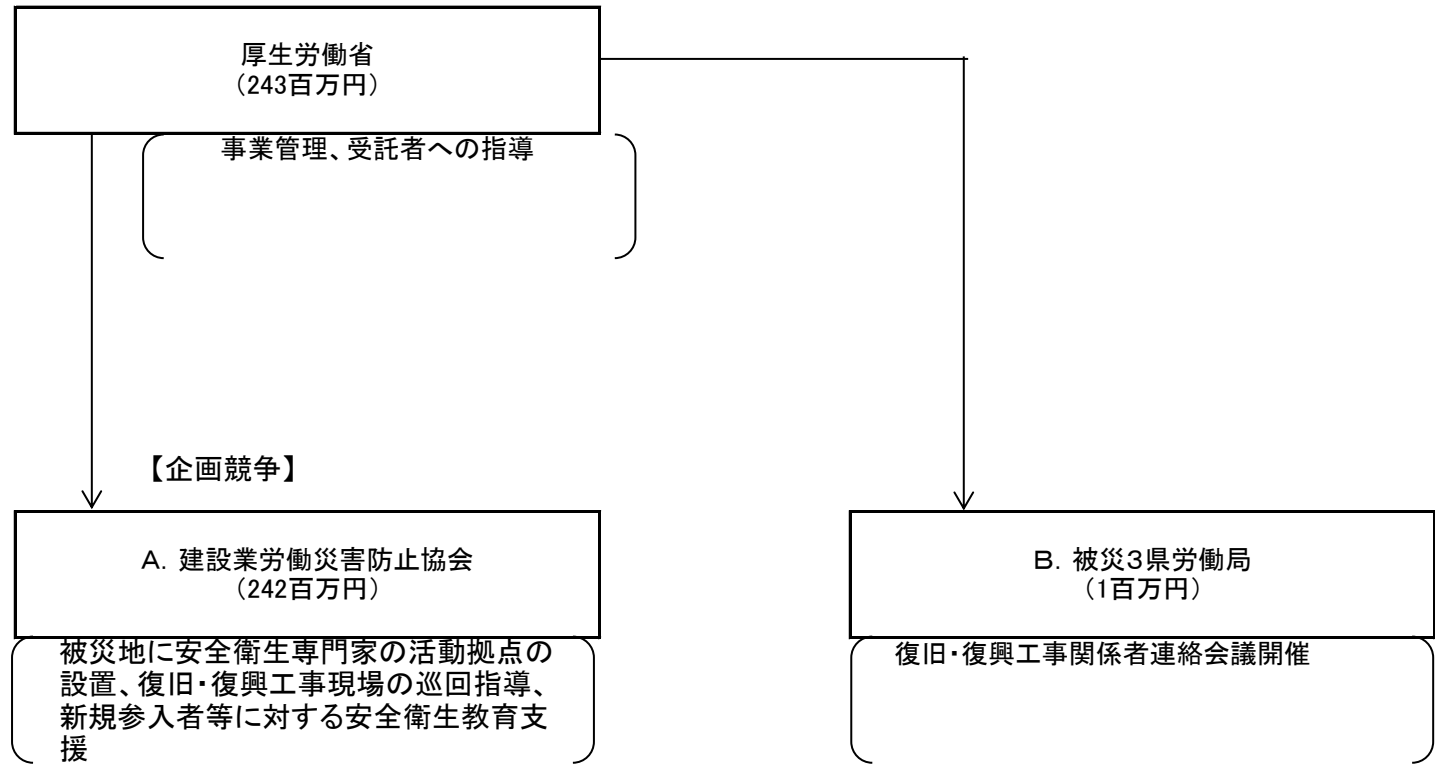 厚生労働省
（243百万円）
事業管理、受託者への指導
【企画競争】
A．建設業労働災害防止協会
（242百万円）
被災地に安全衛生専門家の活動拠点の
設置、復旧・復興工事現場の巡回指導、
新規参入者等に対する安全衛生教育支
援
B．被災３県労働局
（1百万円）
復旧・復興工事関係者連絡会議開催